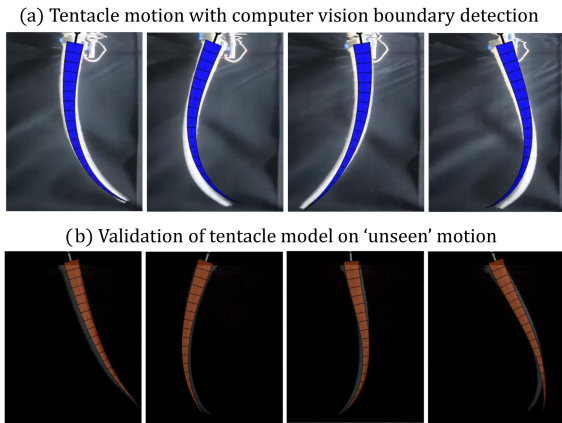 (a) Tentacle motion with computer vision boundary detection
(b) Validation of tentacle model on ‘unseen’ motion